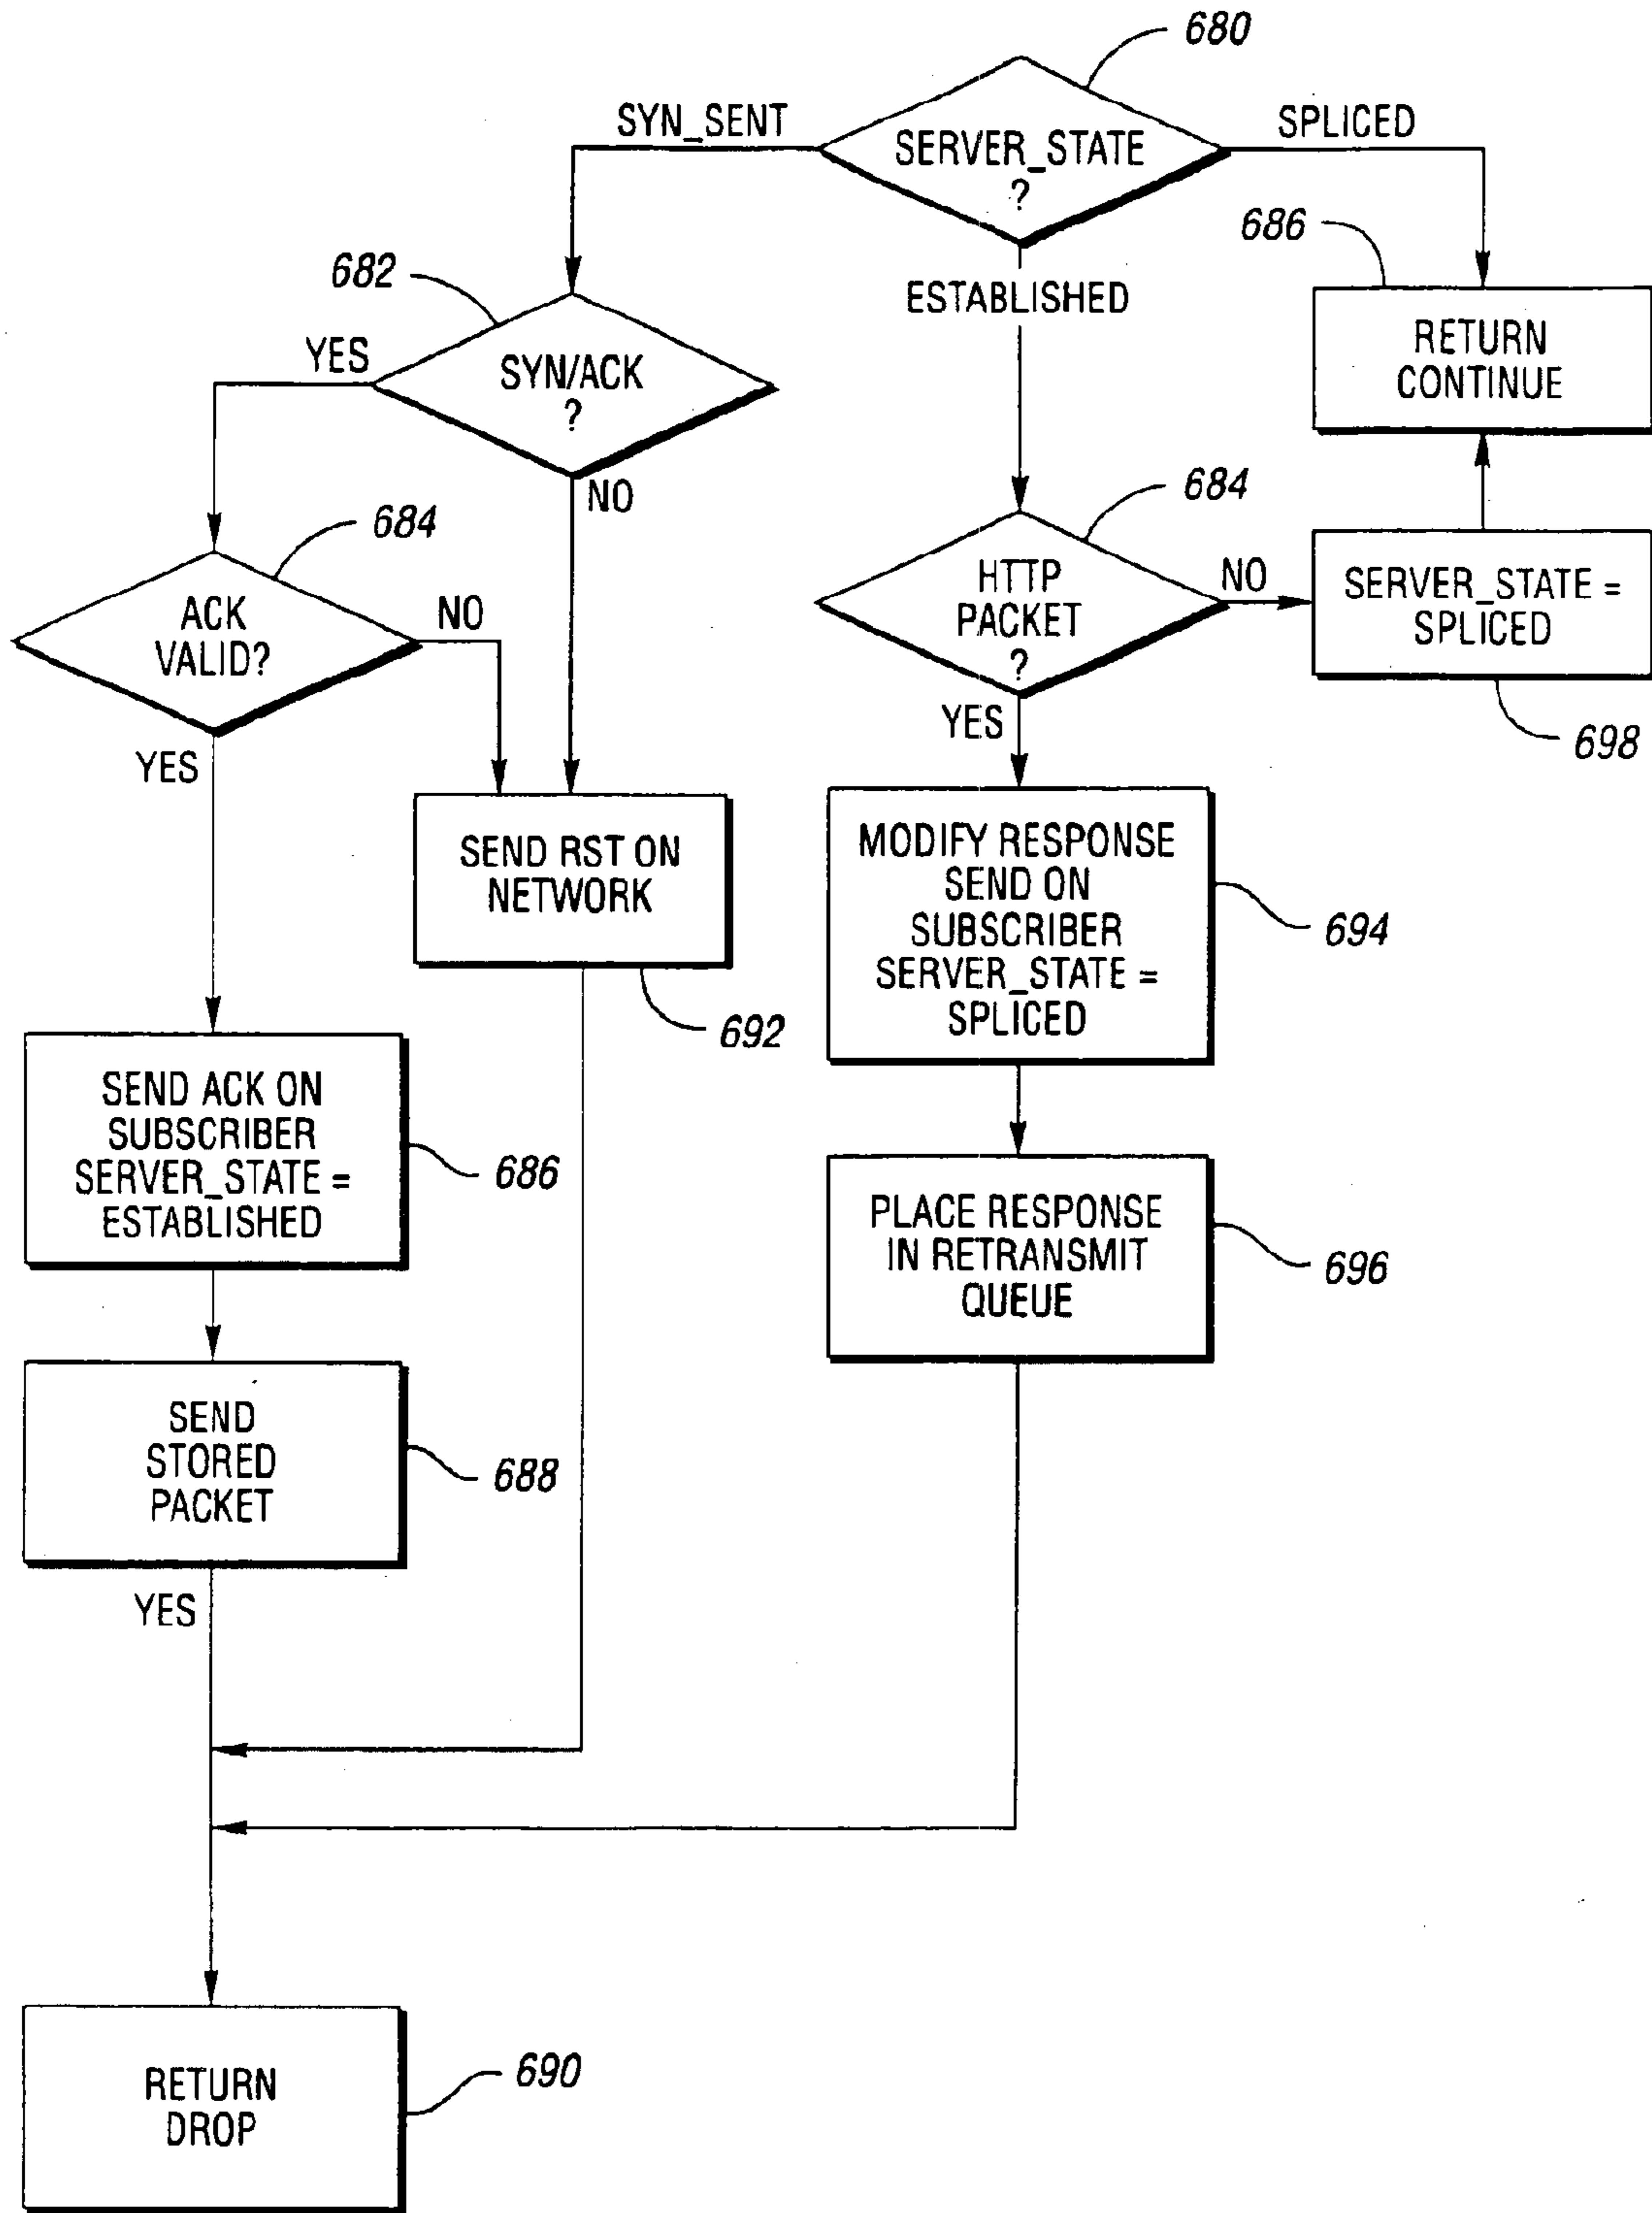 680
SYN_SENT
SERVER_STATE
?
SPLICED
686
682
ESTABLISHED
RETURN
CONTINUE
YES
SYN/ACK
?
NO
684
684
ACK
VALID?
NO
HTTP
PACKET
?
NO
SERVER_STATE =
SPLICED
698
YES
YES
SEND RST ON
NETWORK
692
MODIFY RESPONSE
SEND ON
SUBSCRIBER
SERVER_STATE =
SPLICED
694
SEND ACK ON
SUBSCRIBER
SERVER_STATE =
ESTABLISHED
686
PLACE RESPONSE
IN RETRANSMIT
QUEUE
696
SEND
STORED
PACKET
688
YES
RETURN
DROP
690